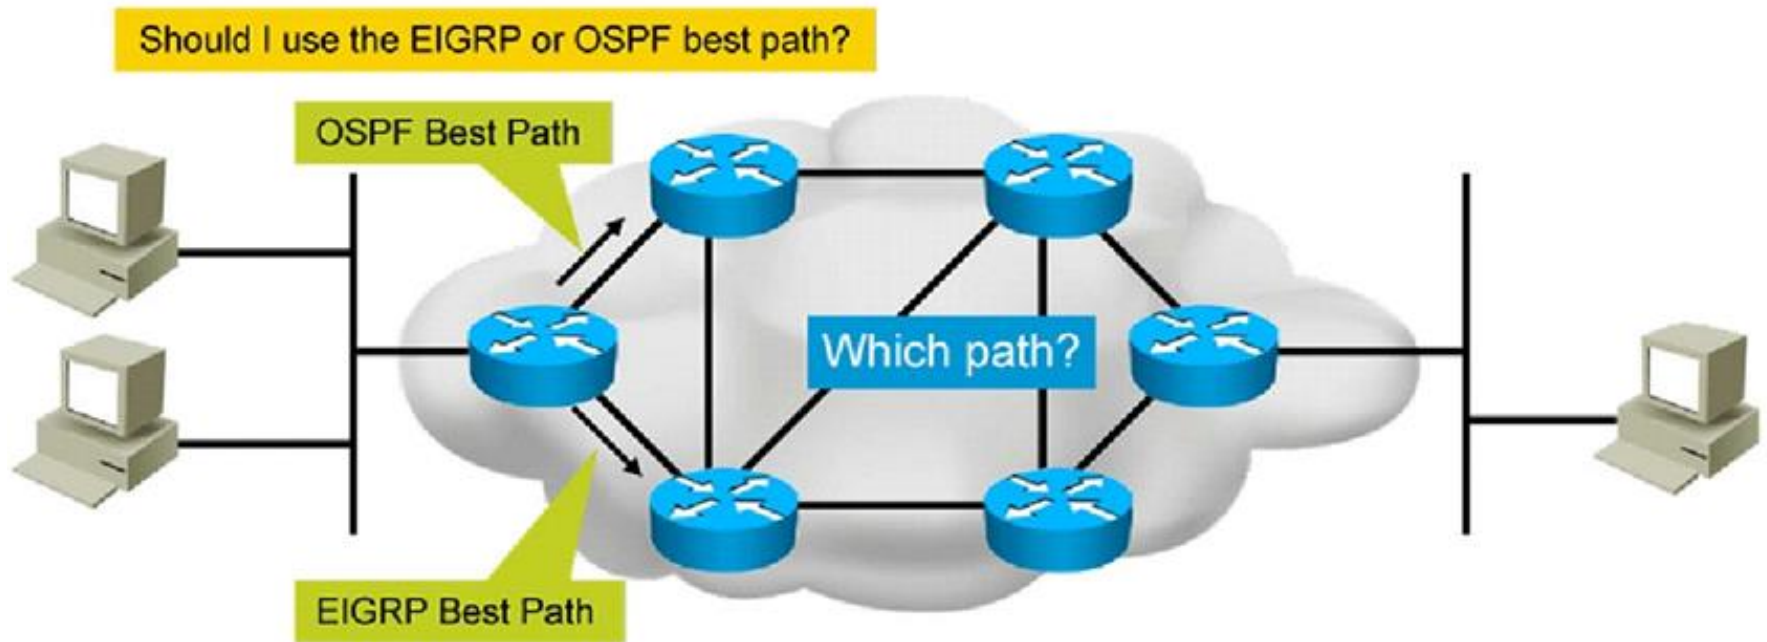 Should I use the EIGRP or OSPF best path?
OSPF Best Path
Which path?
EIGRP Best Path